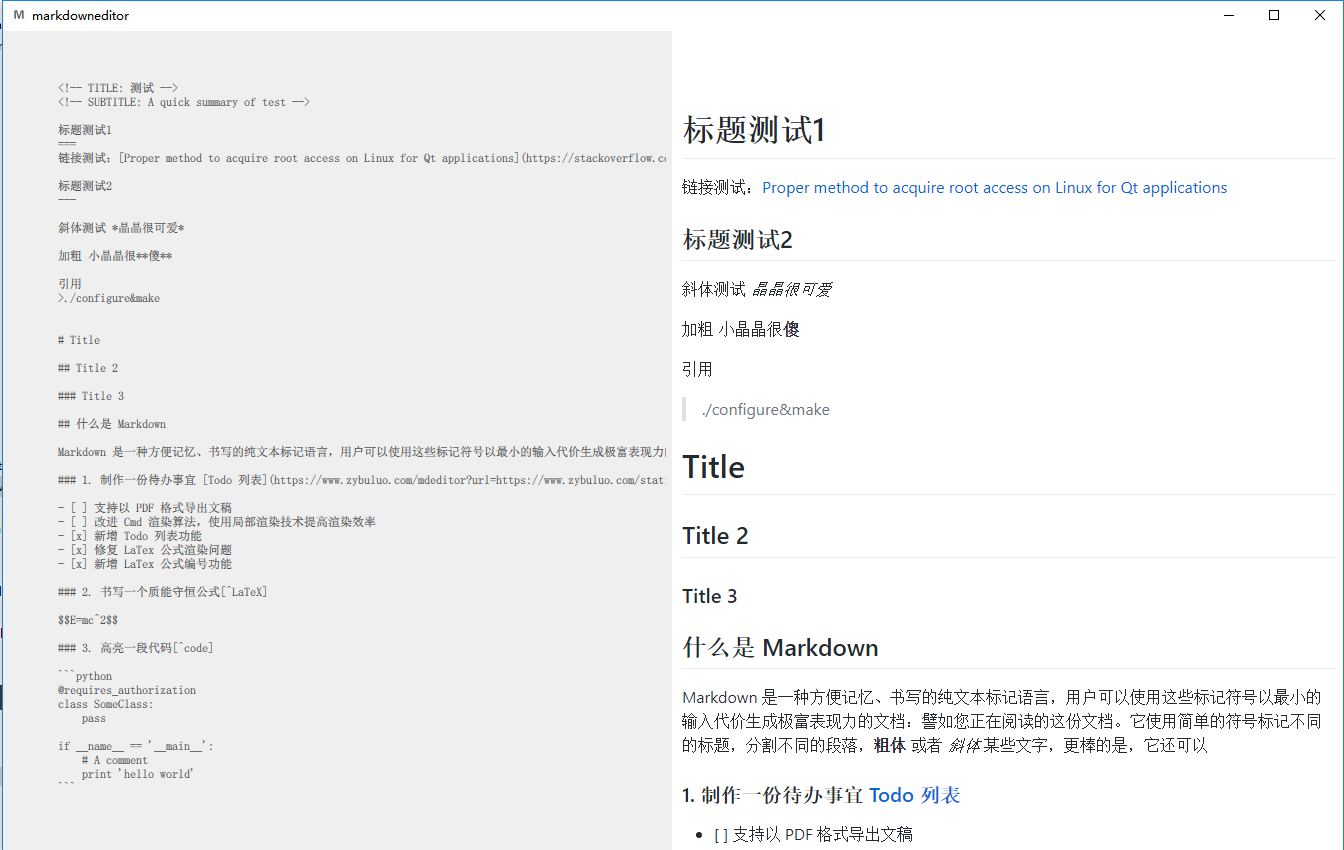 M markdowneditor
<!-- TITLE: 测试 -->
<!-- SUBTITLE: A quick summary of test -->
标题测试1
===
链接测试：[Proper method to acquire root access on Linux for Qt applications](https://stackoverflow.co
标题测试2
---
斜体测试 *晶晶很可爱*
加粗 小晶晶很**傻**
引用
>./configure&make
# Title
## Title 2
### Title 3
## 什么是 Markdown
Markdown 是一种方便记忆、书写的纯文本标记语言，用户可以使用这些标记符号以最小的输入代价生成极富表现力
### 1. 制作一份待办事宜 [Todo 列表](https://www.zybuluo.com/mdeditor?url=https://www.zybuluo.com/stat
- [ ] 支持以 PDF 格式导出文稿
- [ ] 改进 Cmd 渲染算法，使用局部渲染技术提高渲染效率
- [x] 新增 Todo 列表功能
- [x] 修复 LaTex 公式渲染问题
- [x] 新增 LaTex 公式编号功能
### 2. 书写一个质能守恒公式[^LaTeX]
$$E=mc^2$$
### 3. 高亮一段代码[^code]
```python
@requires_authorization
class SomeClass:
    pass
if __name__ == '__main__':
    # A comment
    print 'hello world'
```
标题测试1
链接测试：Proper method to acquire root access on Linux for Qt applications
标题测试2
斜体测试 晶晶很可爱
加粗 小晶晶很傻
引用
./configure&make
Title
Title 2
Title 3
什么是 Markdown
Markdown 是一种方便记忆、书写的纯文本标记语言，用户可以使用这些标记符号以最小的
输入代价生成极富表现力的文档：譬如您正在阅读的这份文档。它使用简单的符号标记不同
的标题，分割不同的段落，粗体 或者 斜体 某些文字，更棒的是，它还可以
1. 制作一份待办事宜 Todo 列表
• [ ] 支持以 PDF 格式导出文稿